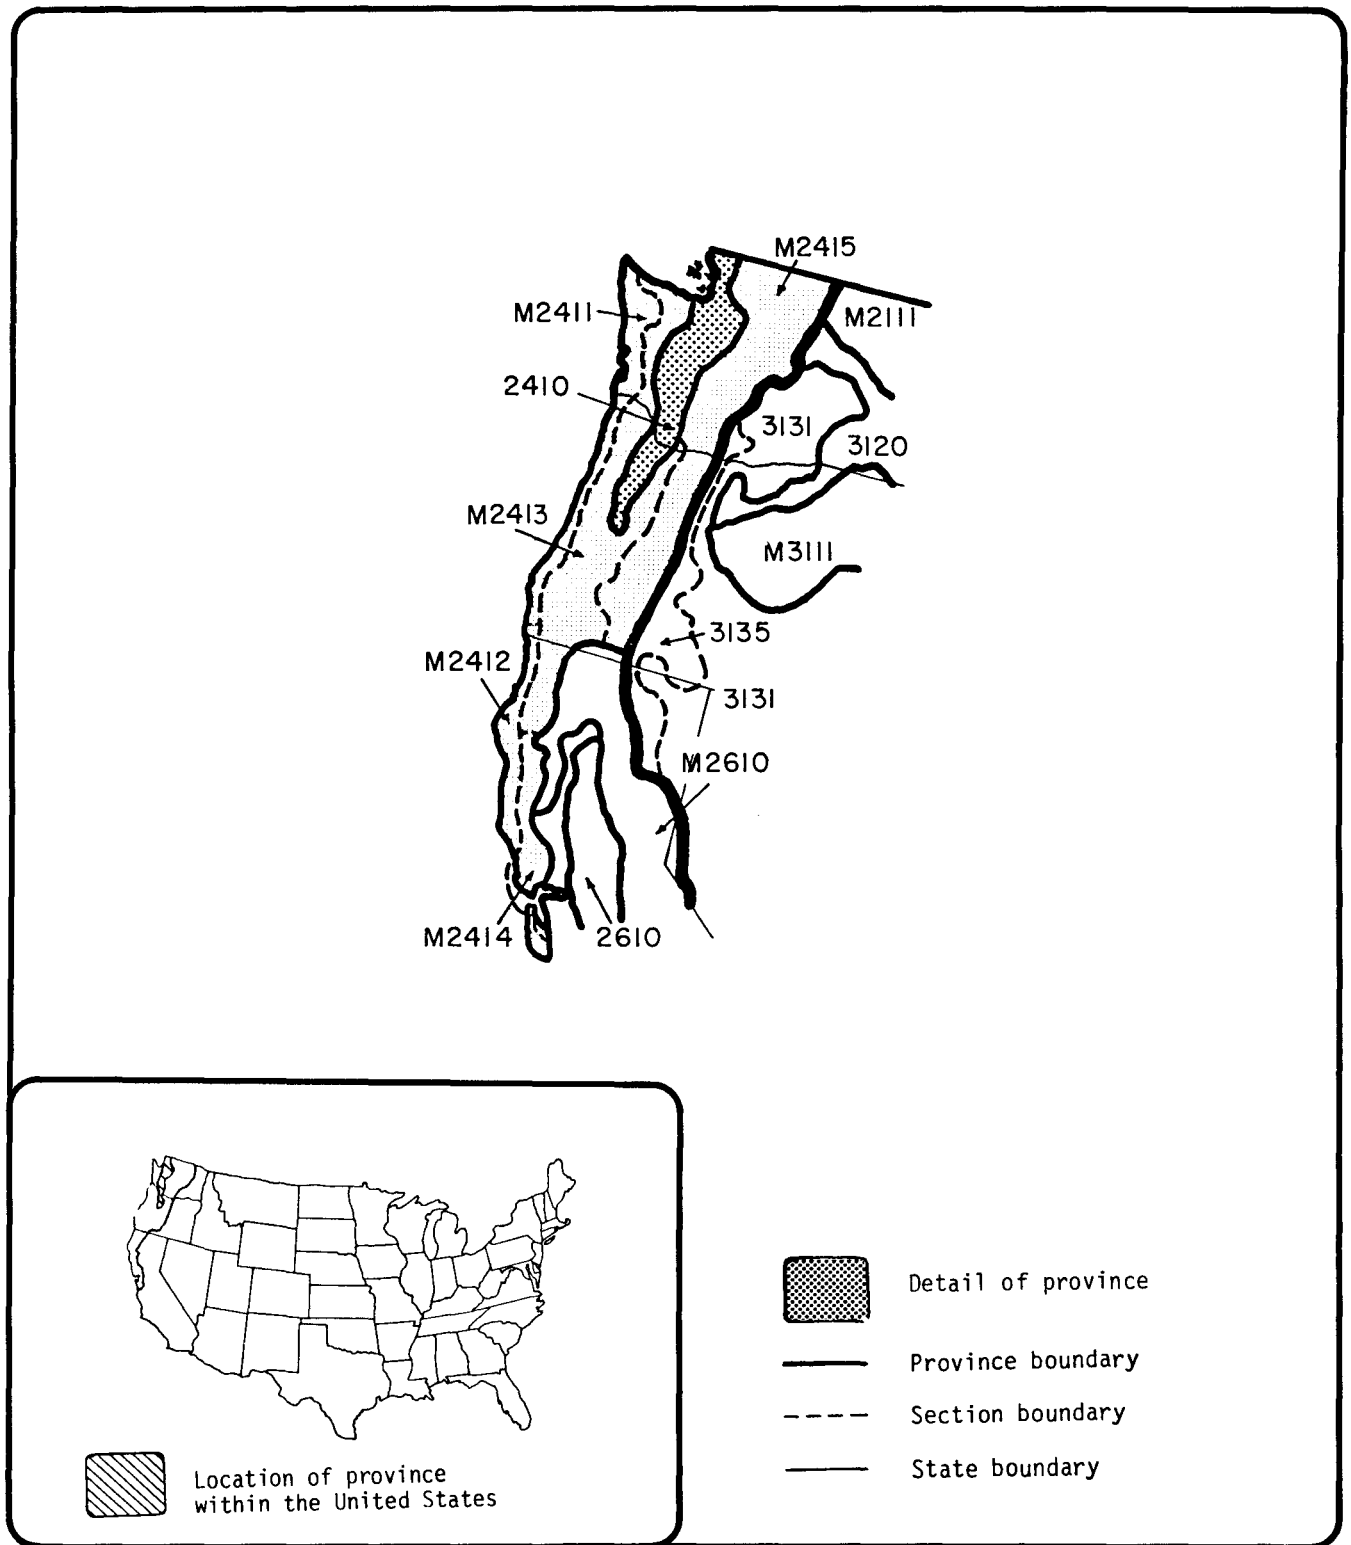 M2415
M2411
M2111
2410
3131
3120
M2413
M3111
3135
M2412
3131
M2610
M2414
2610
Detail of province
Province boundary
Section boundary
State boundary
Location of province
within the United States